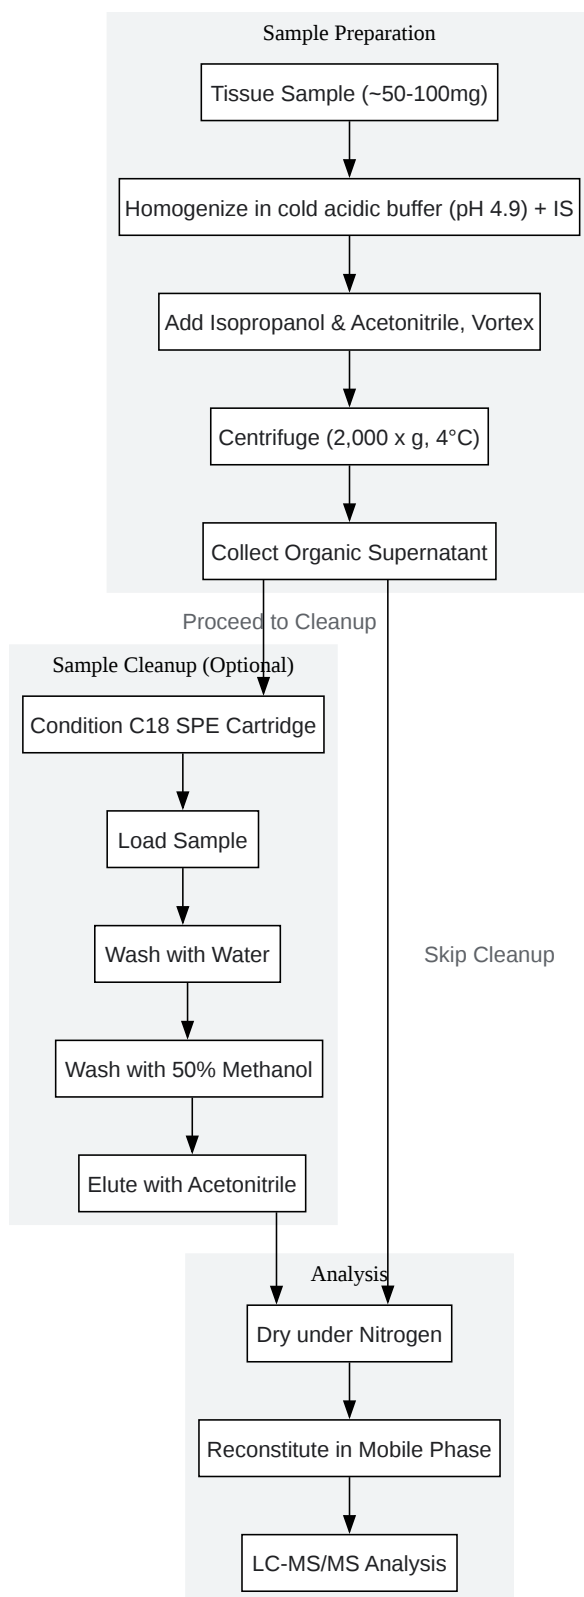 Sample Preparation
Tissue Sample (~50-100mg)
Homogenize in cold acidic buffer (pH 4.9) + IS
Add Isopropanol & Acetonitrile, Vortex
Centrifuge (2,000 x g, 4°C)
Collect Organic Supernatant
Proceed to Cleanup
Sample Cleanup (Optional)
Condition C18 SPE Cartridge
Load Sample
Wash with Water
Skip Cleanup
Wash with 50% Methanol
Elute with Acetonitrile
Analysis
Dry under Nitrogen
Reconstitute in Mobile Phase
LC-MS/MS Analysis